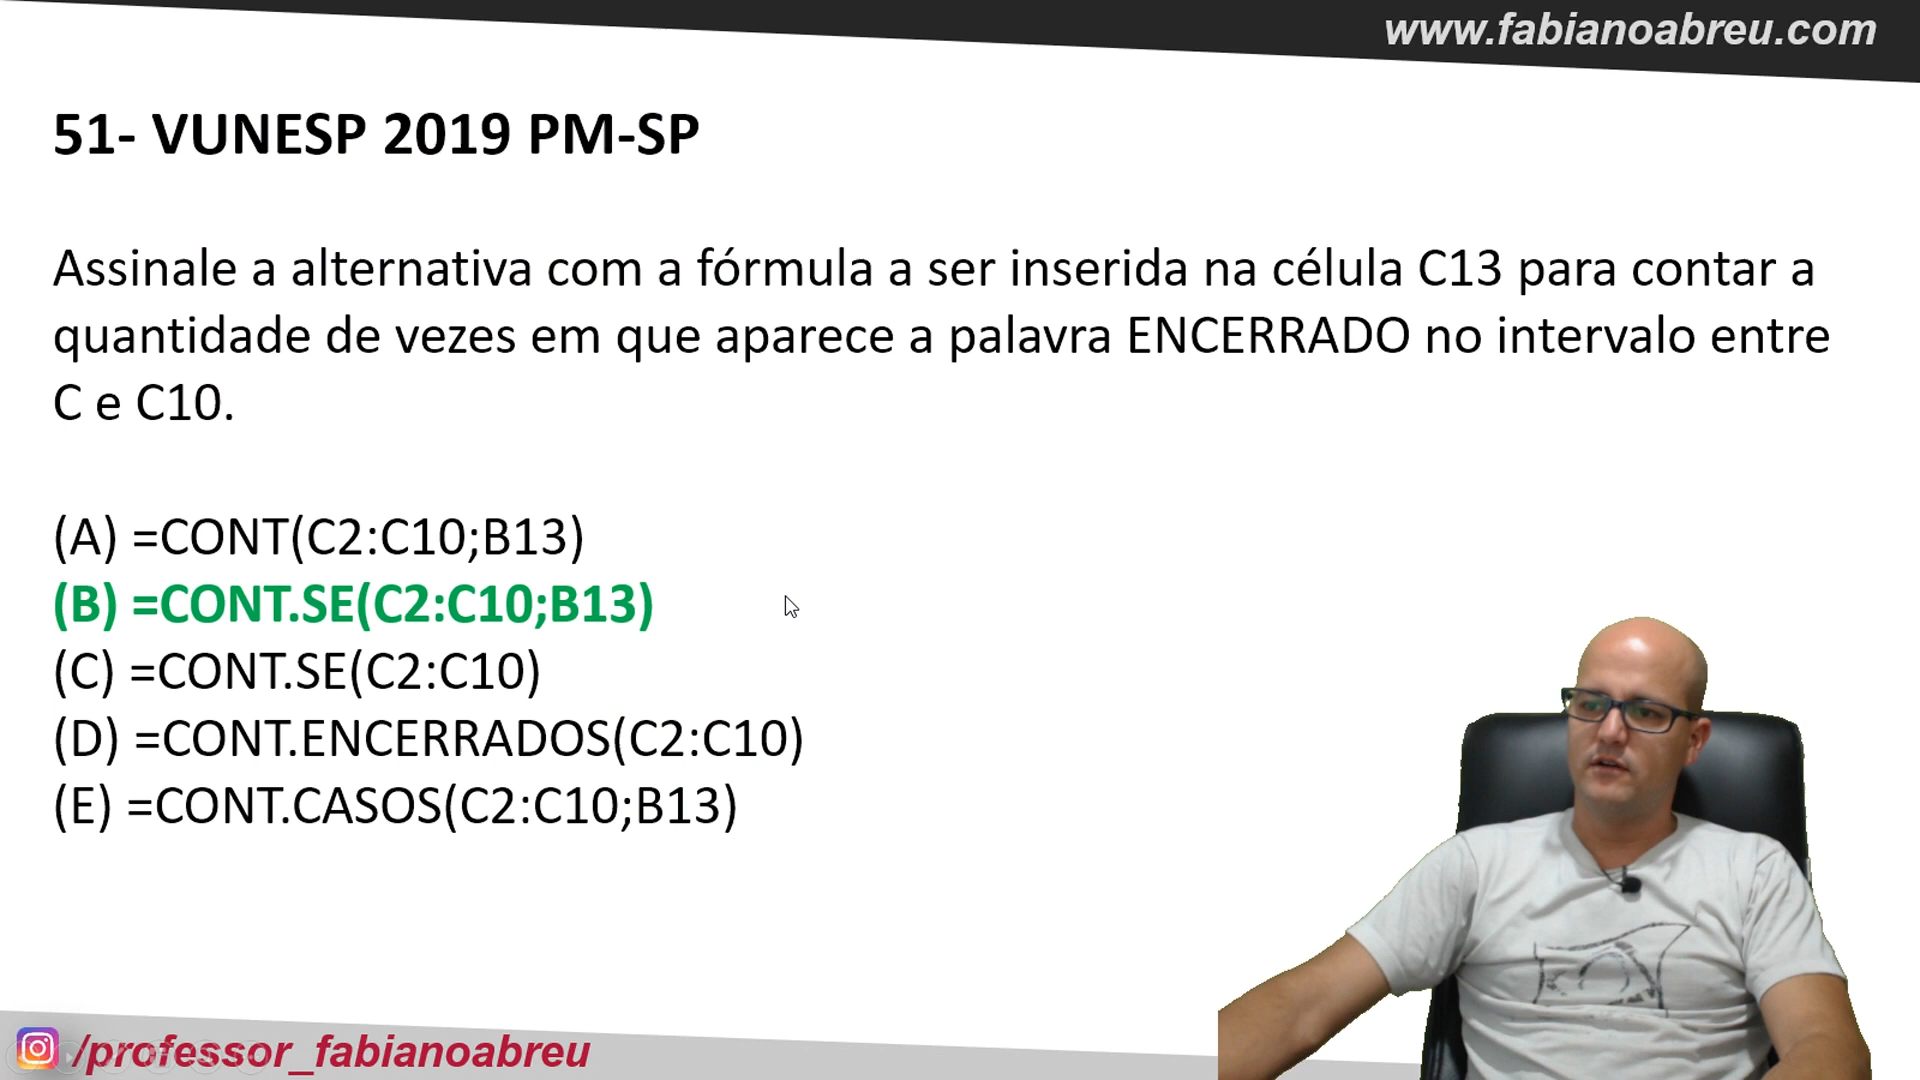 www.fabianoabreu.com
51- VUNESP 2019 PM-SP
Assinale a alternativa com a fórmula a ser inserida na célula C13 para contar a
quantidade de vezes em que aparece a palavra ENCERRADO no intervalo entre
C e C10.
(A) =CONT(C2:C10;B13)
(B) =CONT.SE(C2:C10;B13)
(C) =CONT.SE(C2:C10)
(D) =CONT.ENCERRADOS(C2:C10)
(E) =CONT.CASOS(C2:C10;B13)
/professor_fabianoabreu